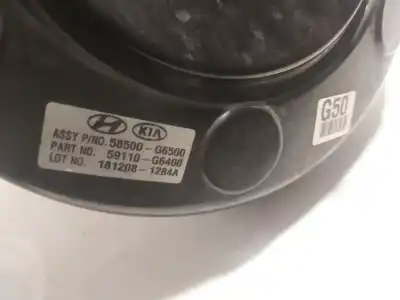 KIA
G50
ASSY P/NO. 58500-G6500
PART NO. 59110-G6400
LOT NO. 181208-1284A